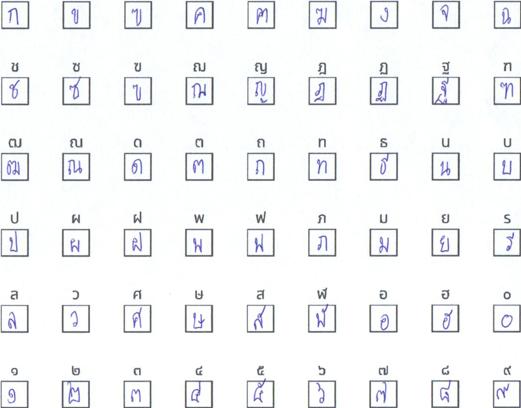 ก ข ฃ ค ฅ ฆ ง จ ฉ
ช ซ ฃ ฌ ญ ฎ ฏ ฐ ฑ
ช ซ ฃ ฌ ญ ฎ ฏ ฐ ฑ
ฒ ณ ด ต ถ ท ธ น บ
ฒ ณ ด ต ถ ท ธ น บ
ป ผ ฝ พ ฟ ภ ม ย ร
ป ผ ฝ พ ฟ ภ ม ย ร
ล ว ศ ษ ส ฬ อ ฮ ๐
ล ว ศ ษ ส ฬ อ ฮ ๐
๑ ๒ ๓ ๔ ๕ ๖ ๗ ๘ ๙
๑ ๒ ๓ ๔ ๕ ๖ ๗ ๘ ๙